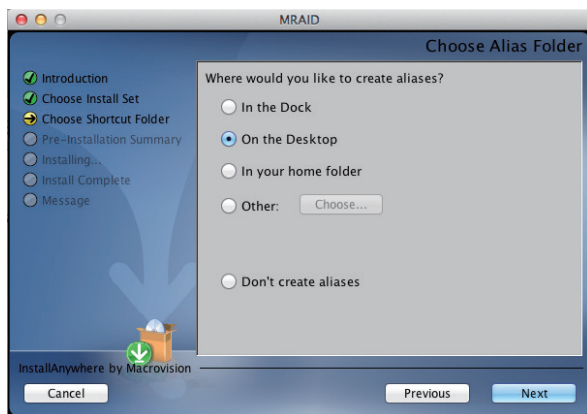 MRAID
Choose Alias Folder
Introduction
Choose Install Set
Choose Shortcut Folder
Pre-Installation Summary
Installing...
Install Complete
Message
Where would you like to create aliases?
In the Dock
On the Desktop
In your home folder
Other: Choose...
Don't create aliases
InstallAnywhere by Macrovision
Cancel Previous Next